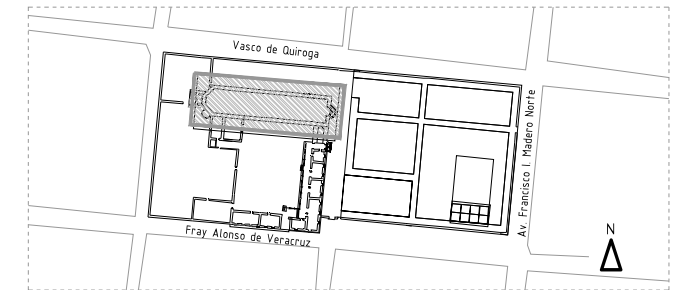 Vasco de Quiroga
Av. Francisco I. Madero Norte
Fray Alonso de Veracruz
N